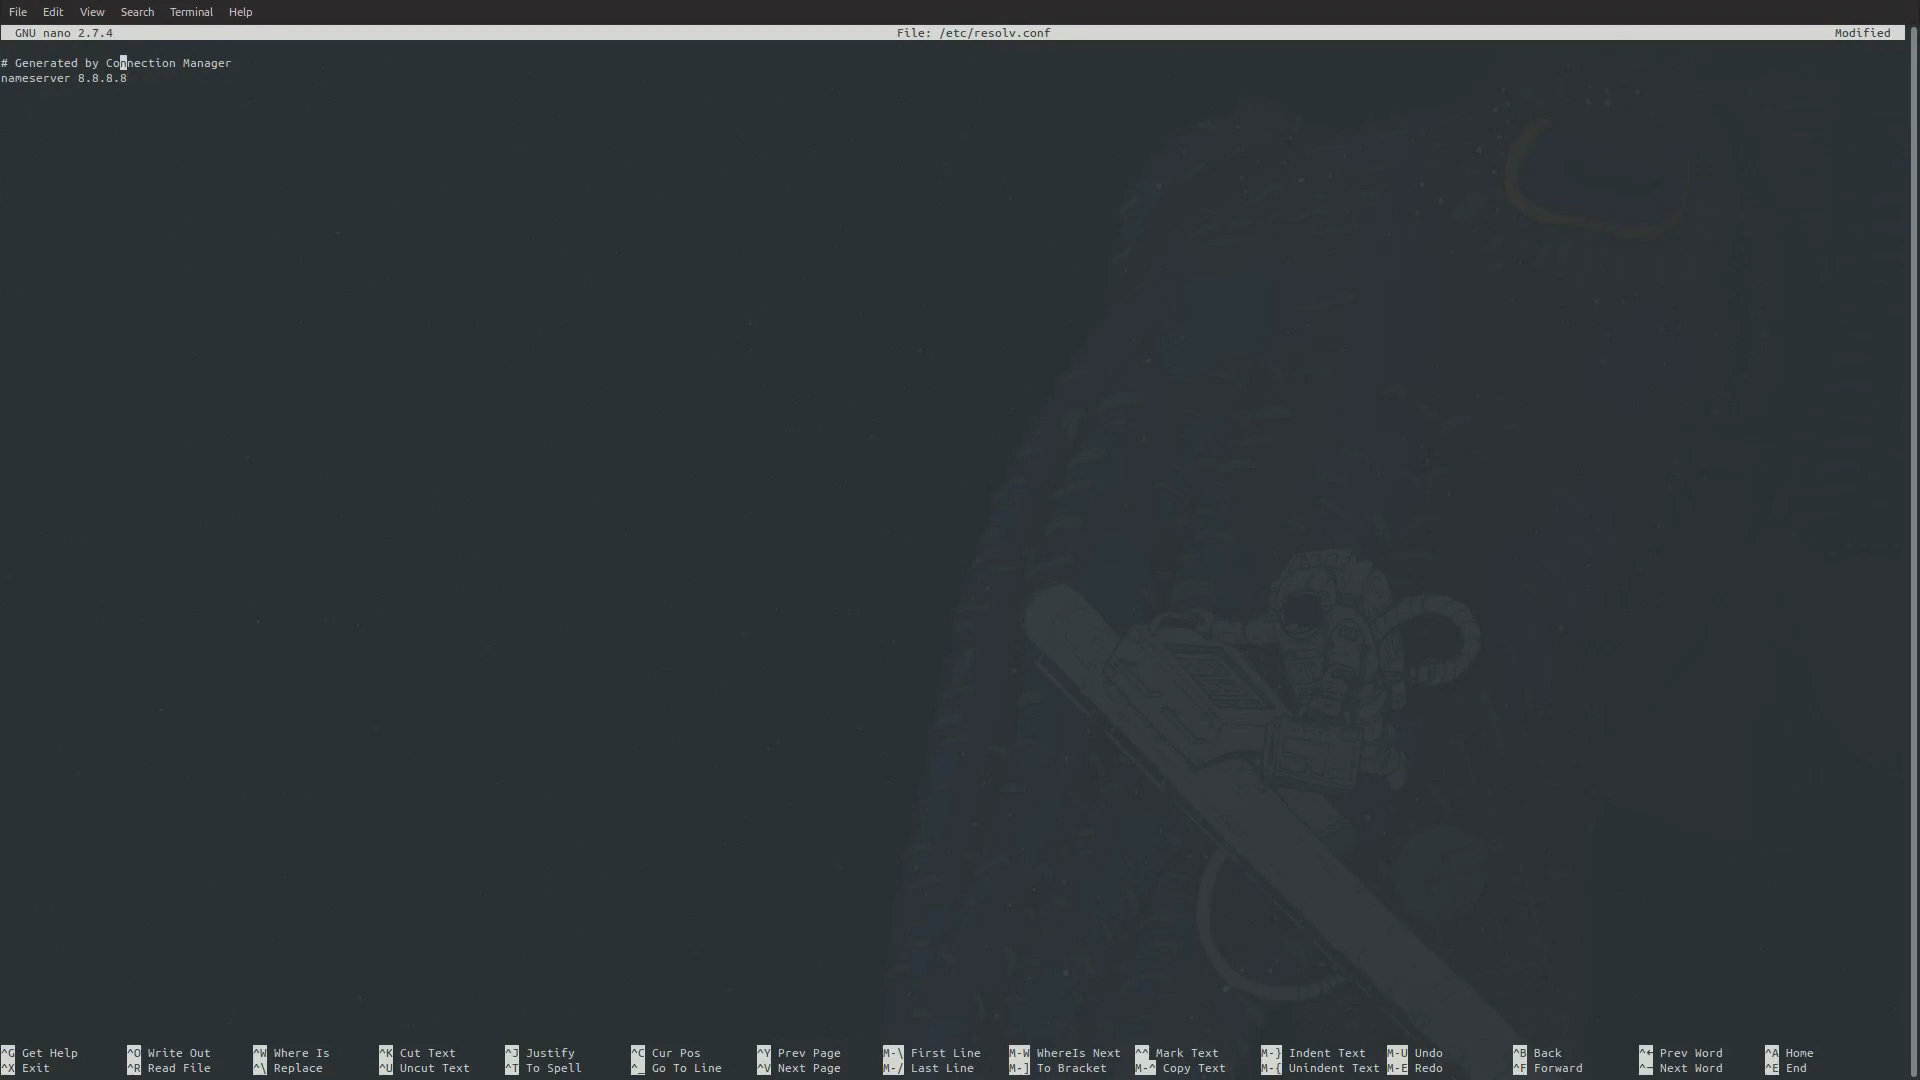 File Edit View Search Terminal Help
GNU nano 2.7.4 File: /etc/resolv.conf Modified
# Generated by Connection Manager
nameserver 8.8.8.8
^G Get Help ^O Write Out ^W Where Is ^K Cut Text ^J Justify ^C Cur Pos ^Y Prev Page M-\ First Line M-W WhereIs Next ^^ Mark Text M-} Indent Text M-U Undo ^B Back ^← Prev Word ^A Home
^X Exit ^R Read File ^\ Replace ^U Uncut Text ^T To Spell ^_ Go To Line ^V Next Page M-/ Last Line M-] To Bracket M-^ Copy Text M-{ Unindent Text M-E Redo ^F Forward ^→ Next Word ^E End